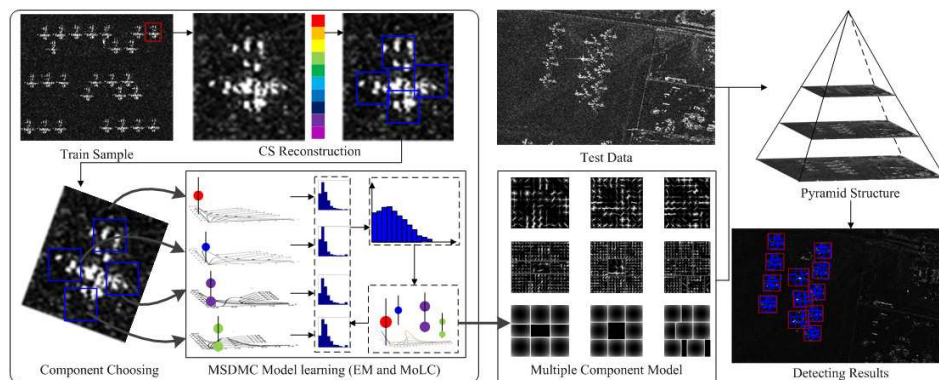 Train Sample
CS Reconstruction
Test Data
Pyramid Structure
Component Choosing
MSDMC Model learning (EM and MoLC)
Multiple Component Model
Detecting Results